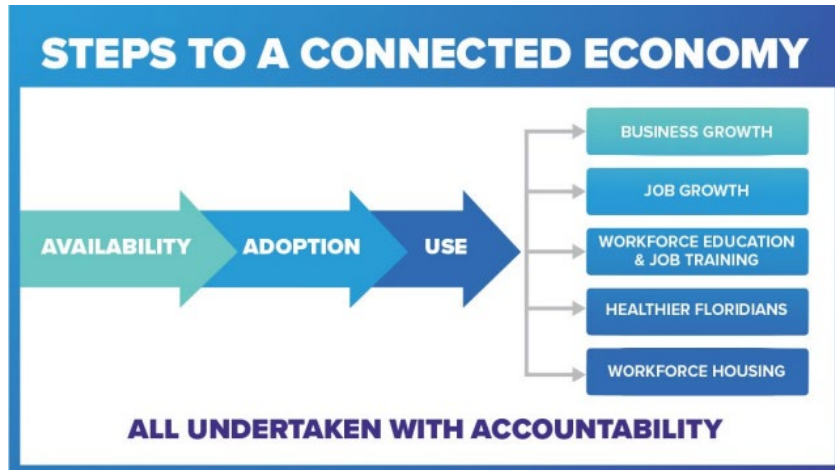 STEPS TO A CONNECTED ECONOMY
AVAILABILITY
ADOPTION
USE
BUSINESS GROWTH
JOB GROWTH
WORKFORCE EDUCATION
& JOB TRAINING
HEALTHIER FLORIDIANS
WORKFORCE HOUSING
ALL UNDERTAKEN WITH ACCOUNTABILITY